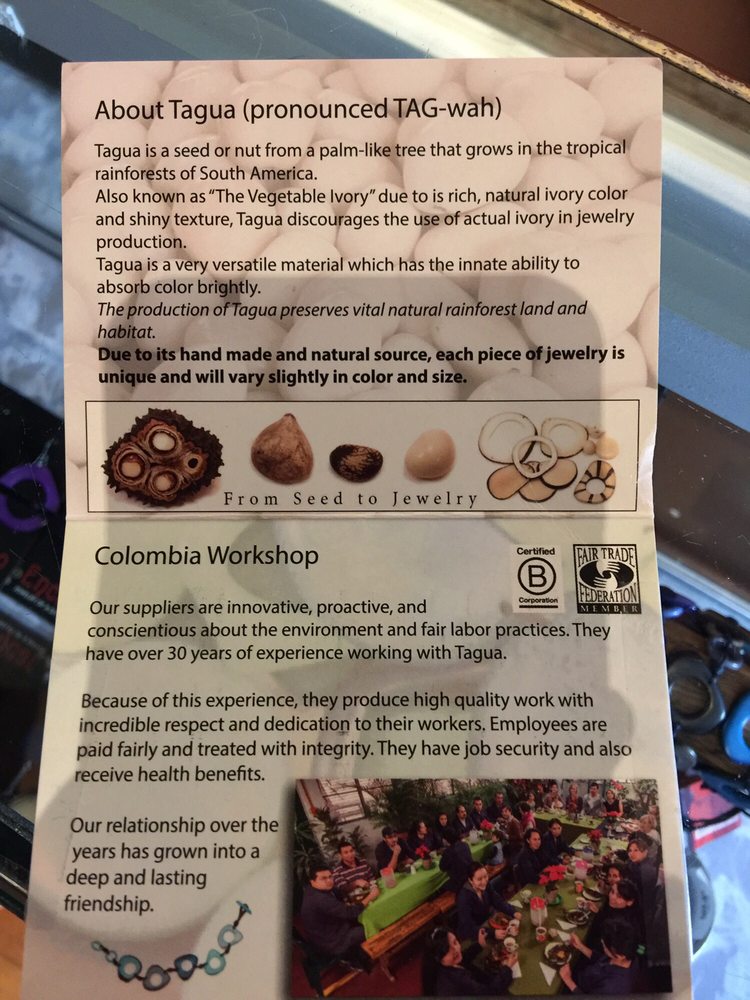 About Tagua (pronounced TAG-wah)
Tagua is a seed or nut from a palm-like tree that grows in the tropical
rainforests of South America.
Also known as "The Vegetable Ivory" due to is rich, natural ivory color
and shiny texture, Tagua discourages the use of actual ivory in jewelry
production.
Tagua is a very versatile material which has the innate ability to
absorb color brightly.
The production of Tagua preserves vital natural rainforest land and
habitat.
Due to its hand made and natural source, each piece of jewelry is
unique and will vary slightly in color and size.
From Seed to Jewelry
Colombia Workshop
Certified
B
Corporation
FAIR TRADE
FEDERATION
MEMBER
Our suppliers are innovative, proactive, and
conscientious about the environment and fair labor practices. They
have over 30 years of experience working with Tagua.
Because of this experience, they produce high quality work with
incredible respect and dedication to their workers. Employees are
paid fairly and treated with integrity. They have job security and also
receive health benefits.
Our relationship over the
years has grown into a
deep and lasting
friendship.